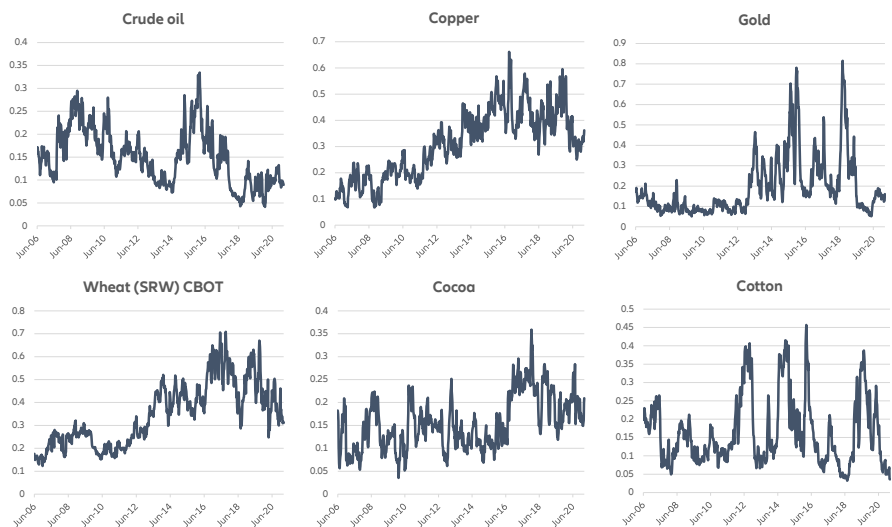 Crude oil
0.4
0.35
0.3
0.25
0.2
0.15
0.1
0.05
0
Jun-06
Jun-08
Jun-10
Jun-12
Jun-14
Jun-16
Jun-18
Jun-20
Copper
0.7
0.6
0.5
0.4
0.3
0.2
0.1
0
Jun-06
Jun-08
Jun-10
Jun-12
Jun-14
Jun-16
Jun-18
Jun-20
Gold
0.9
0.8
0.7
0.6
0.5
0.4
0.3
0.2
0.1
0
Jun-06
Jun-08
Jun-10
Jun-12
Jun-14
Jun-16
Jun-18
Jun-20
Wheat (SRW) CBOT
0.8
0.7
0.6
0.5
0.4
0.3
0.2
0.1
0
Jun-06
Jun-08
Jun-10
Jun-12
Jun-14
Jun-16
Jun-18
Jun-20
Cocoa
0.4
0.35
0.3
0.25
0.2
0.15
0.1
0.05
0
Jun-06
Jun-08
Jun-10
Jun-12
Jun-14
Jun-16
Jun-18
Jun-20
Cotton
0.5
0.45
0.4
0.35
0.3
0.25
0.2
0.15
0.1
0.05
0
Jun-06
Jun-08
Jun-10
Jun-12
Jun-14
Jun-16
Jun-18
Jun-20